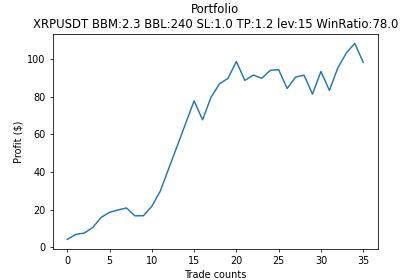 Portfolio
XRPUSDT BBM:2.3 BBL:240 SL:1.0 TP:1.2 lev:15 WinRatio:78.0
Profit ($)
100
80
60
40
20
0
0 5 10 15 20 25 30 35
Trade counts